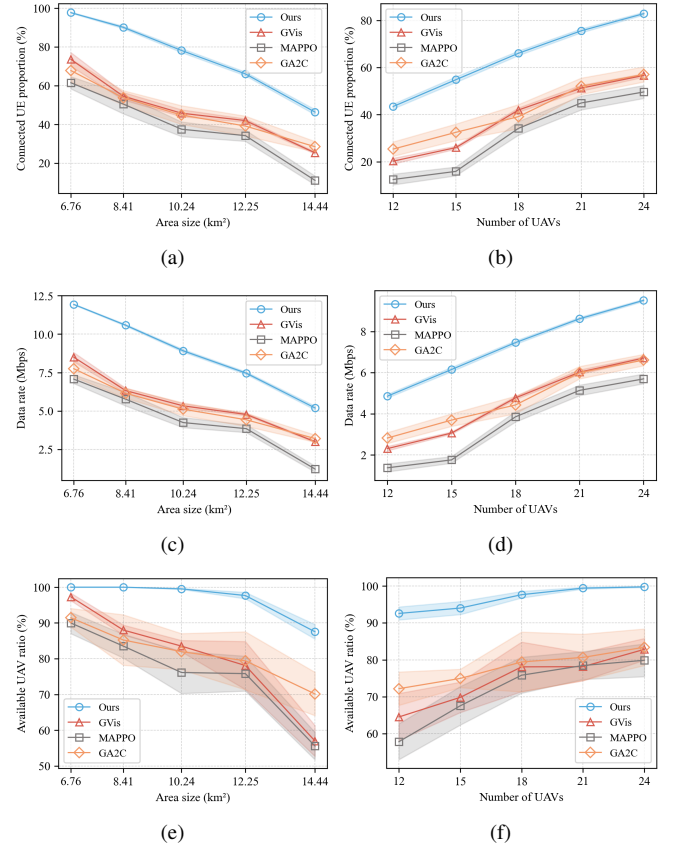 Connected UE proportion (%)
100
80
60
40
20
Ours
GVis
MAPPO
GA2C
6.76 8.41 10.24 12.25 14.44
Area size (km²)
(a)
Connected UE proportion (%)
80
60
40
20
Ours
GVis
MAPPO
GA2C
12 15 18 21 24
Number of UAVs
(b)
Data rate (Mbps)
12.5
10.0
7.5
5.0
2.5
Ours
GVis
MAPPO
GA2C
6.76 8.41 10.24 12.25 14.44
Area size (km²)
(c)
Data rate (Mbps)
8
6
4
2
Ours
GVis
MAPPO
GA2C
12 15 18 21 24
Number of UAVs
(d)
Available UAV ratio (%)
100
90
80
70
60
50
Ours
GVis
MAPPO
GA2C
6.76 8.41 10.24 12.25 14.44
Area size (km²)
(e)
Available UAV ratio (%)
100
90
80
70
60
Ours
GVis
MAPPO
GA2C
12 15 18 21 24
Number of UAVs
(f)